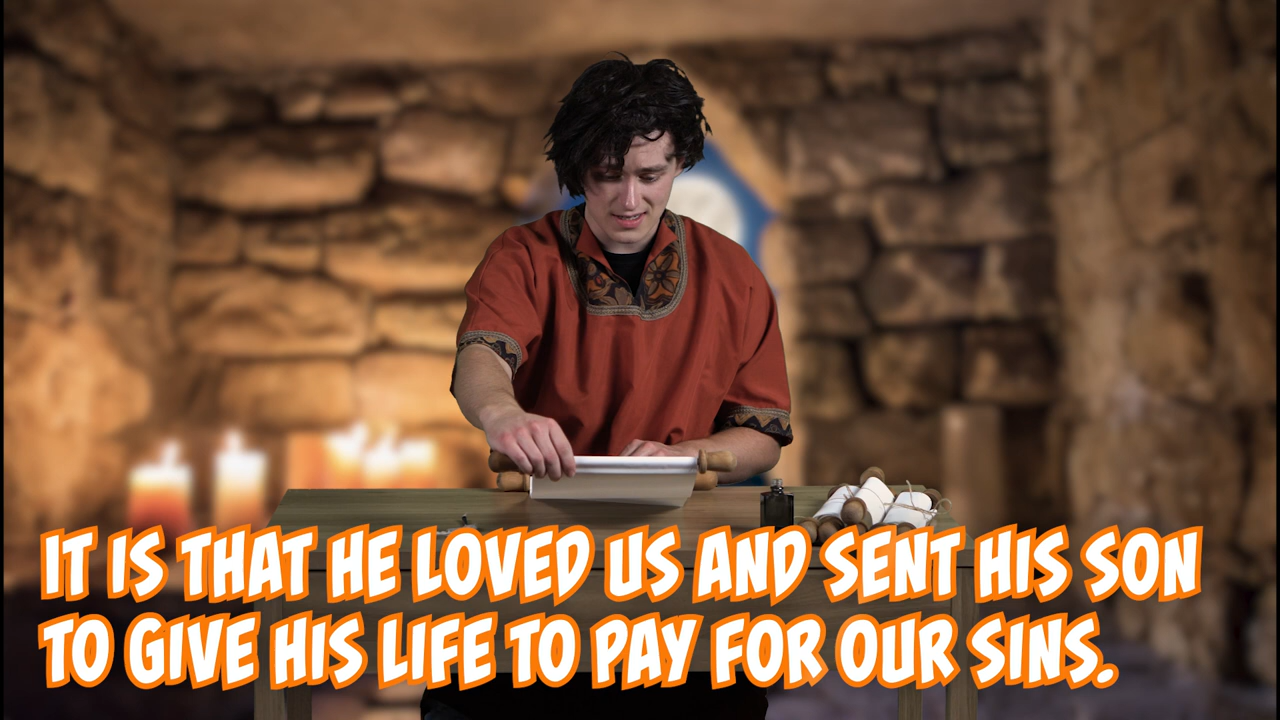 IT IS THAT HE LOVED US AND SENT HIS SON
TO GIVE HIS LIFE TO PAY FOR OUR SINS.